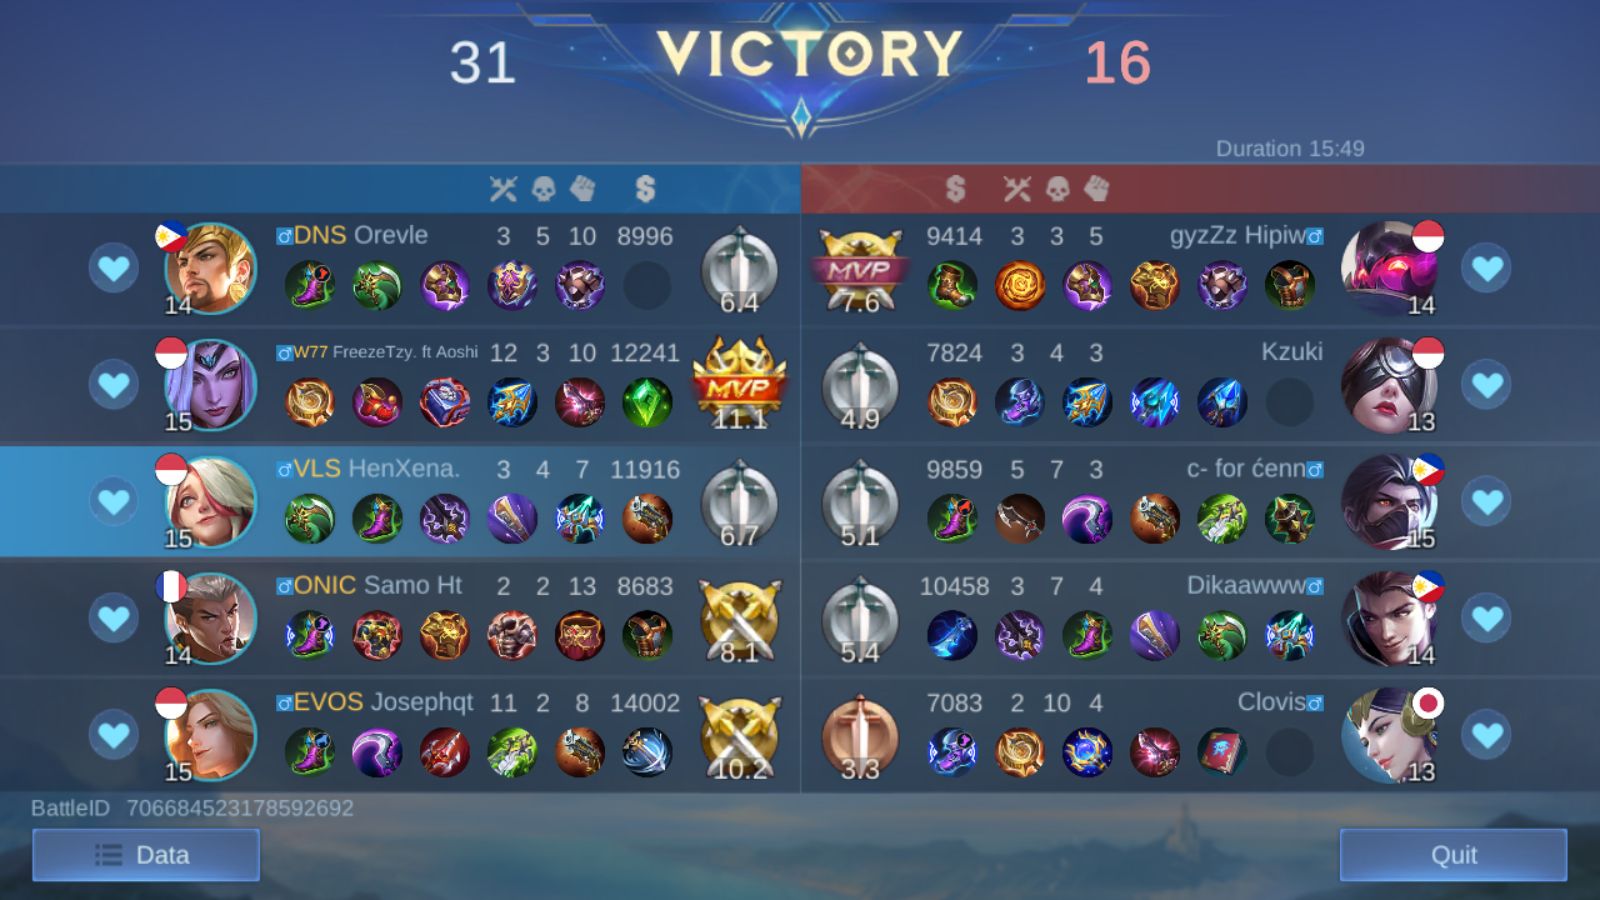 31 VICTORY 16
Duration 15:49
DNS Orevle 3 5 10 8996 6.4 14
MVP 7.6 9414 3 3 5 gyzZz Hipiw 14
W77 FreezeTzy. ft Aoshi 12 3 10 12241 MVP 11.1 15
4.9 7824 3 4 3 Kzuki 13
VLS HenXena. 3 4 7 11916 6.7 15
5.1 9859 5 7 3 c- for ćenn 15
ONIC Samo Ht 2 2 13 8683 8.1 14
5.4 10458 3 7 4 Dikaawww 14
EVOS Josephqt 11 2 8 14002 10.2 15
3.3 7083 2 10 4 Clovis 13
BattleID 706684523178592692
Data
Quit